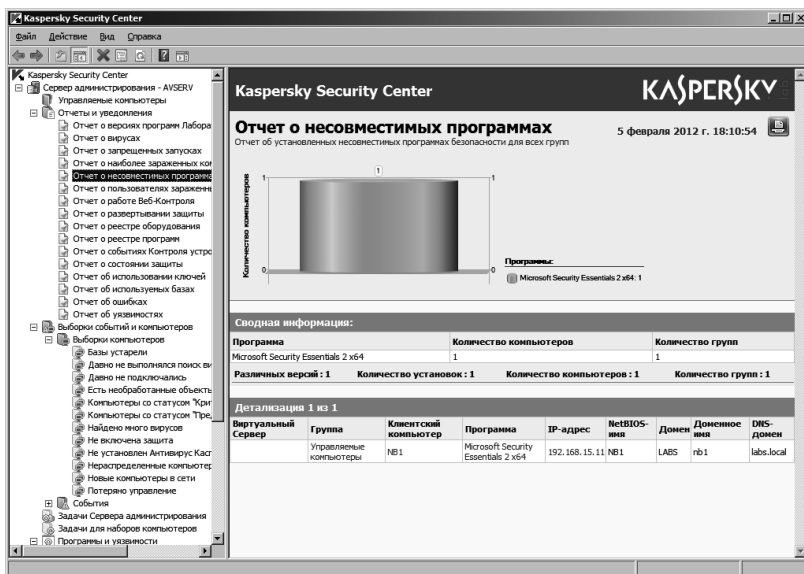 Kaspersky Security Center
Файл Действие Вид Справка
Kaspersky Security Center
Сервер администрирования - AVSERV
Управляемые компьютеры
Отчеты и уведомления
Отчет о версиях программ Лабора
Отчет о вирусах
Отчет о запрещенных запусках
Отчет о наиболее зараженных ком
Отчет о несовместимых программа
Отчет о пользователях зараженны
Отчет о работе Веб-Контроля
Отчет о развертывании защиты
Отчет о реестре оборудования
Отчет о реестре программ
Отчет о событиях Контроля устро
Отчет о состоянии защиты
Отчет об использовании ключей
Отчет об используемых базах
Отчет об ошибках
Отчет об уязвимостях
Выборки событий и компьютеров
Выборки компьютеров
Базы устарели
Давно не выполнялся поиск ви
Давно не подключались
Есть необработанные объекты
Компьютеры со статусом "Кри
Компьютеры со статусом "Пре
Найдено много вирусов
Не включена защита
Не установлен Антивирус Касп
Нераспределенные компьютер
Новые компьютеры в сети
Потеряно управление
События
Задачи Сервера администрирования
Задачи для наборов компьютеров
Программы и уязвимости
Kaspersky Security Center
KASPERSKY
Отчет о несовместимых программах
5 февраля 2012 г. 18:10:54
Отчет об установленных несовместимых программах безопасности для всех групп
Количество компьютеров
1
1
1
0
0
Программы:
Microsoft Security Essentials 2 x64: 1
Сводная информация:
Программа Количество компьютеров Количество групп
Microsoft Security Essentials 2 x64 1 1
Различных версий : 1 Количество установок : 1 Количество компьютеров : 1 Количество групп : 1
Детализация 1 из 1
Виртуальный Сервер Группа Клиентский компьютер Программа IP-адрес NetBIOS-имя Домен Доменное имя DNS-домен
Управляемые компьютеры NB1 Microsoft Security Essentials 2 x64 192.168.15.11 NB1 LABS nb1 labs.local